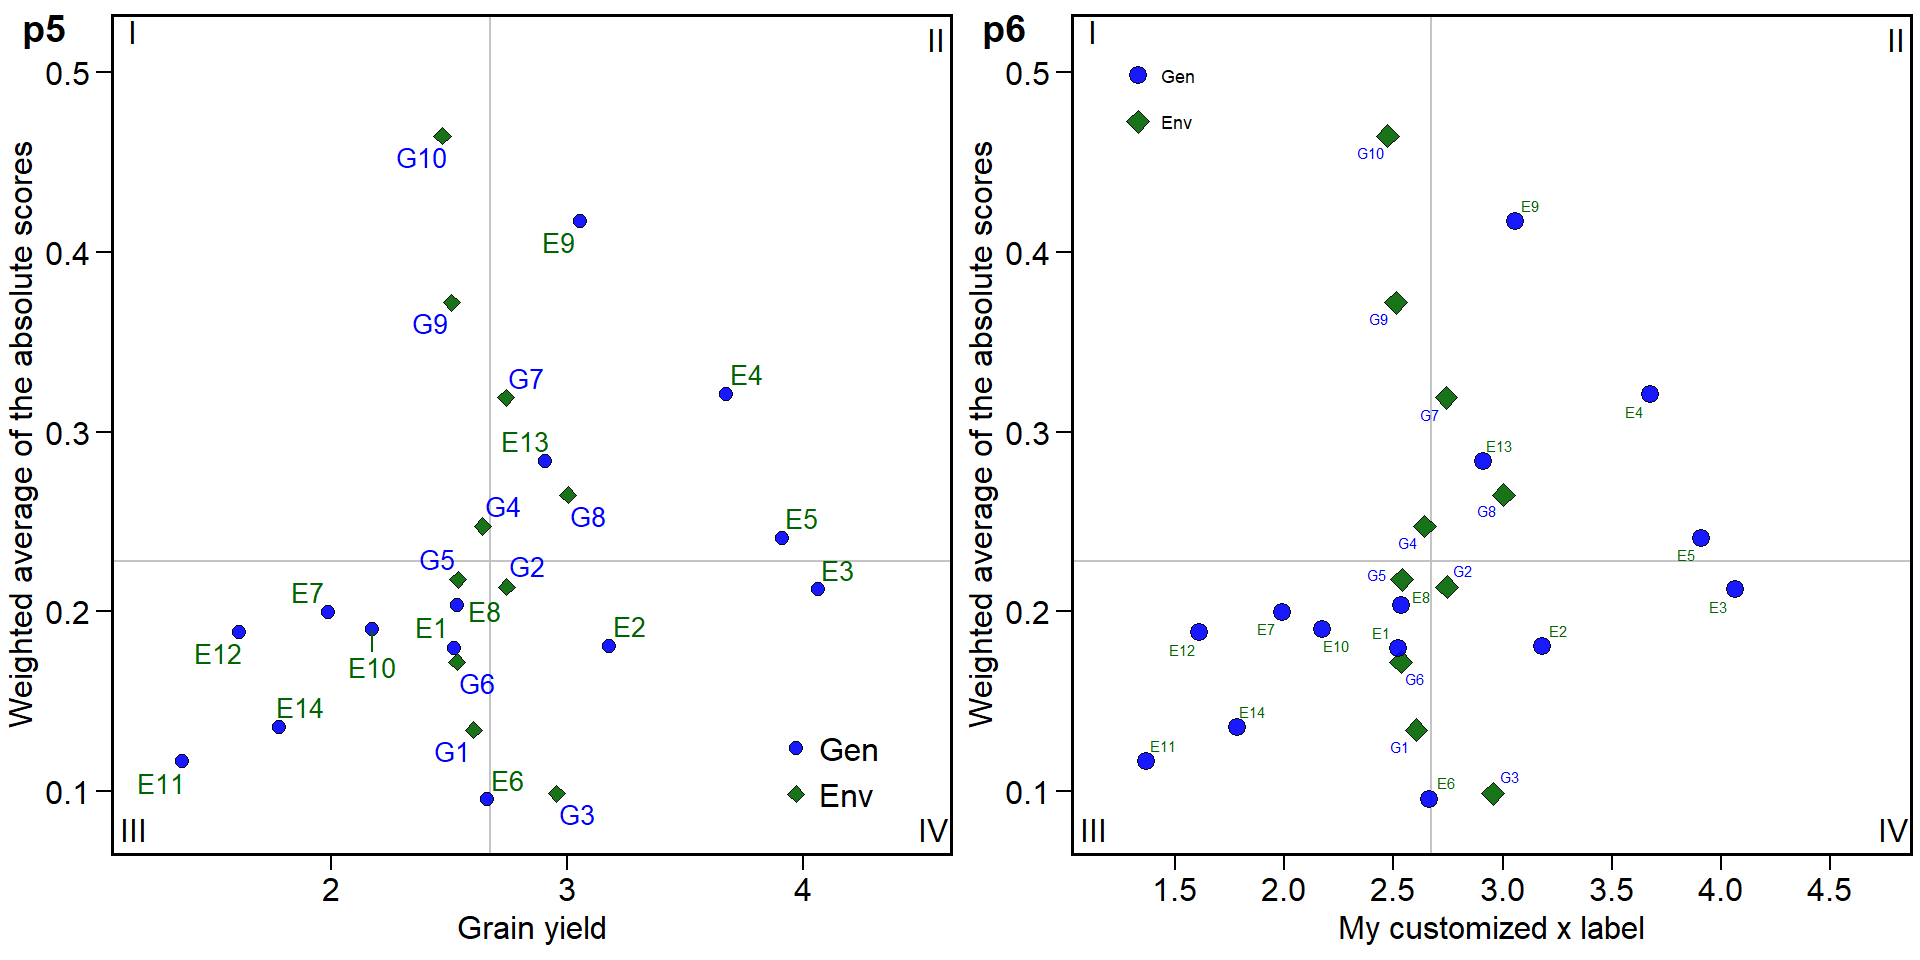 p5
I
II
0.5
0.4
0.3
0.2
0.1
Weighted average of the absolute scores
G10
E9
G9
G7
E4
E13
G4
G8
E5
G5
G2
E3
E7
E8
E1
E2
E12
E10
G6
E14
G1
E6
E11
G3
Gen
Env
III
IV
2
3
4
Grain yield
p6
I
II
Gen
Env
0.5
0.4
0.3
0.2
0.1
Weighted average of the absolute scores
G10
E9
G9
G7
E4
E13
G8
G4
E5
G5
G2
E8
E3
E7
E1
E2
E12
E10
G6
E14
G1
E11
G3
E6
III
IV
1.5
2.0
2.5
3.0
3.5
4.0
4.5
My customized x label